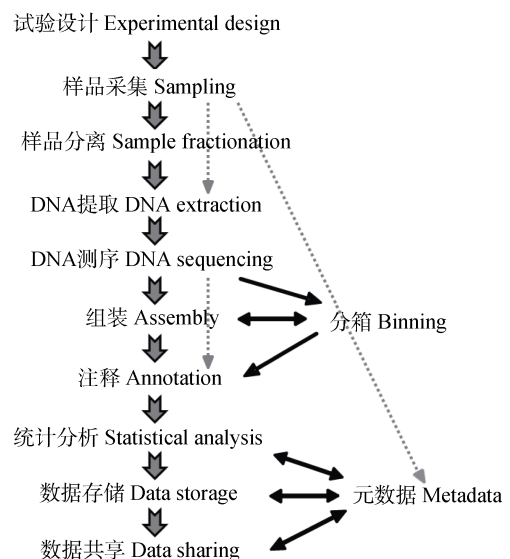 试验设计 Experimental design
样品采集 Sampling
样品分离 Sample fractionation
DNA提取 DNA extraction
DNA测序 DNA sequencing
组装 Assembly
分箱 Binning
注释 Annotation
统计分析 Statistical analysis
数据存储 Data storage
元数据 Metadata
数据共享 Data sharing